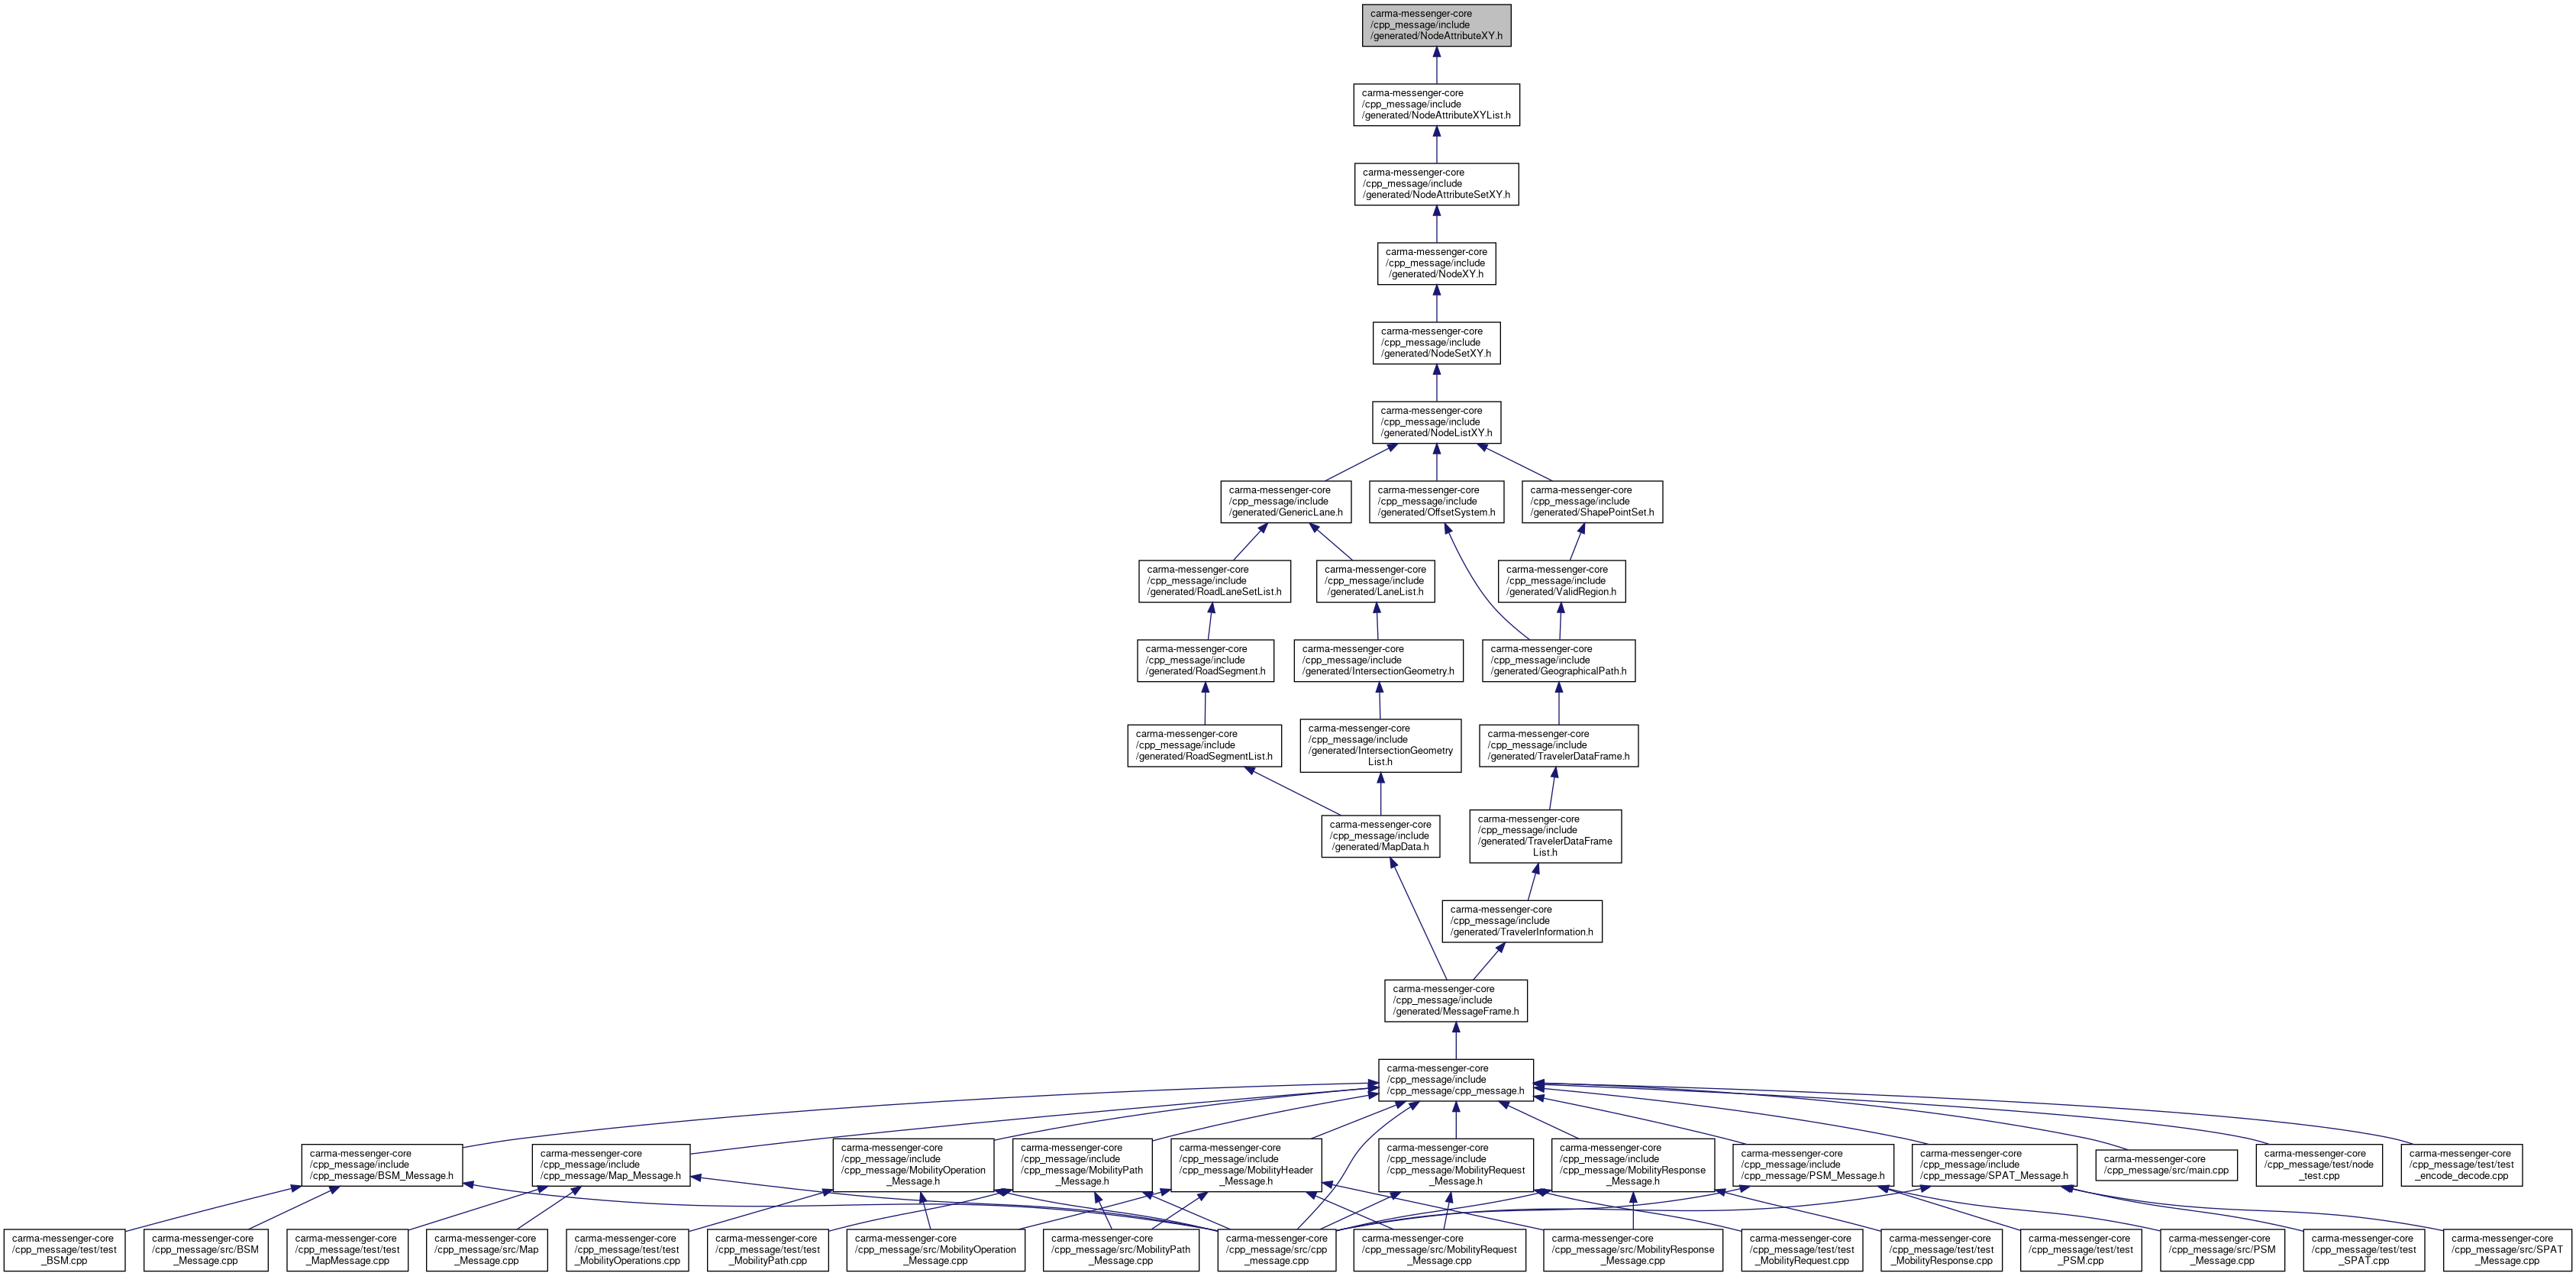 carma-messenger-core
/cpp_message/include
/generated/NodeAttributeXY.h
carma-messenger-core
/cpp_message/include
/generated/NodeAttributeXYList.h
carma-messenger-core
/cpp_message/include
/generated/NodeAttributeSetXY.h
carma-messenger-core
/cpp_message/include
/generated/NodeXY.h
carma-messenger-core
/cpp_message/include
/generated/NodeSetXY.h
carma-messenger-core
/cpp_message/include
/generated/NodeListXY.h
carma-messenger-core
/cpp_message/include
/generated/GenericLane.h
carma-messenger-core
/cpp_message/include
/generated/OffsetSystem.h
carma-messenger-core
/cpp_message/include
/generated/ShapePointSet.h
carma-messenger-core
/cpp_message/include
/generated/RoadLaneSetList.h
carma-messenger-core
/cpp_message/include
/generated/LaneList.h
carma-messenger-core
/cpp_message/include
/generated/ValidRegion.h
carma-messenger-core
/cpp_message/include
/generated/RoadSegment.h
carma-messenger-core
/cpp_message/include
/generated/IntersectionGeometry.h
carma-messenger-core
/cpp_message/include
/generated/GeographicalPath.h
carma-messenger-core
/cpp_message/include
/generated/RoadSegmentList.h
carma-messenger-core
/cpp_message/include
/generated/IntersectionGeometry
List.h
carma-messenger-core
/cpp_message/include
/generated/TravelerDataFrame.h
carma-messenger-core
/cpp_message/include
/generated/MapData.h
carma-messenger-core
/cpp_message/include
/generated/TravelerDataFrame
List.h
carma-messenger-core
/cpp_message/include
/generated/TravelerInformation.h
carma-messenger-core
/cpp_message/include
/generated/MessageFrame.h
carma-messenger-core
/cpp_message/include
/cpp_message/cpp_message.h
carma-messenger-core
/cpp_message/include
/cpp_message/BSM_Message.h
carma-messenger-core
/cpp_message/include
/cpp_message/Map_Message.h
carma-messenger-core
/cpp_message/include
/cpp_message/MobilityOperation
_Message.h
carma-messenger-core
/cpp_message/include
/cpp_message/MobilityPath
_Message.h
carma-messenger-core
/cpp_message/include
/cpp_message/MobilityHeader
_Message.h
carma-messenger-core
/cpp_message/include
/cpp_message/MobilityRequest
_Message.h
carma-messenger-core
/cpp_message/include
/cpp_message/MobilityResponse
_Message.h
carma-messenger-core
/cpp_message/include
/cpp_message/PSM_Message.h
carma-messenger-core
/cpp_message/include
/cpp_message/SPAT_Message.h
carma-messenger-core
/cpp_message/src/main.cpp
carma-messenger-core
/cpp_message/test/node
_test.cpp
carma-messenger-core
/cpp_message/test/test
_encode_decode.cpp
carma-messenger-core
/cpp_message/test/test
_BSM.cpp
carma-messenger-core
/cpp_message/src/BSM
_Message.cpp
carma-messenger-core
/cpp_message/test/test
_MapMessage.cpp
carma-messenger-core
/cpp_message/src/Map
_Message.cpp
carma-messenger-core
/cpp_message/test/test
_MobilityOperations.cpp
carma-messenger-core
/cpp_message/test/test
_MobilityPath.cpp
carma-messenger-core
/cpp_message/src/MobilityOperation
_Message.cpp
carma-messenger-core
/cpp_message/src/MobilityPath
_Message.cpp
carma-messenger-core
/cpp_message/src/cpp
_message.cpp
carma-messenger-core
/cpp_message/src/MobilityRequest
_Message.cpp
carma-messenger-core
/cpp_message/src/MobilityResponse
_Message.cpp
carma-messenger-core
/cpp_message/test/test
_MobilityRequest.cpp
carma-messenger-core
/cpp_message/test/test
_MobilityResponse.cpp
carma-messenger-core
/cpp_message/test/test
_PSM.cpp
carma-messenger-core
/cpp_message/src/PSM
_Message.cpp
carma-messenger-core
/cpp_message/test/test
_SPAT.cpp
carma-messenger-core
/cpp_message/src/SPAT
_Message.cpp